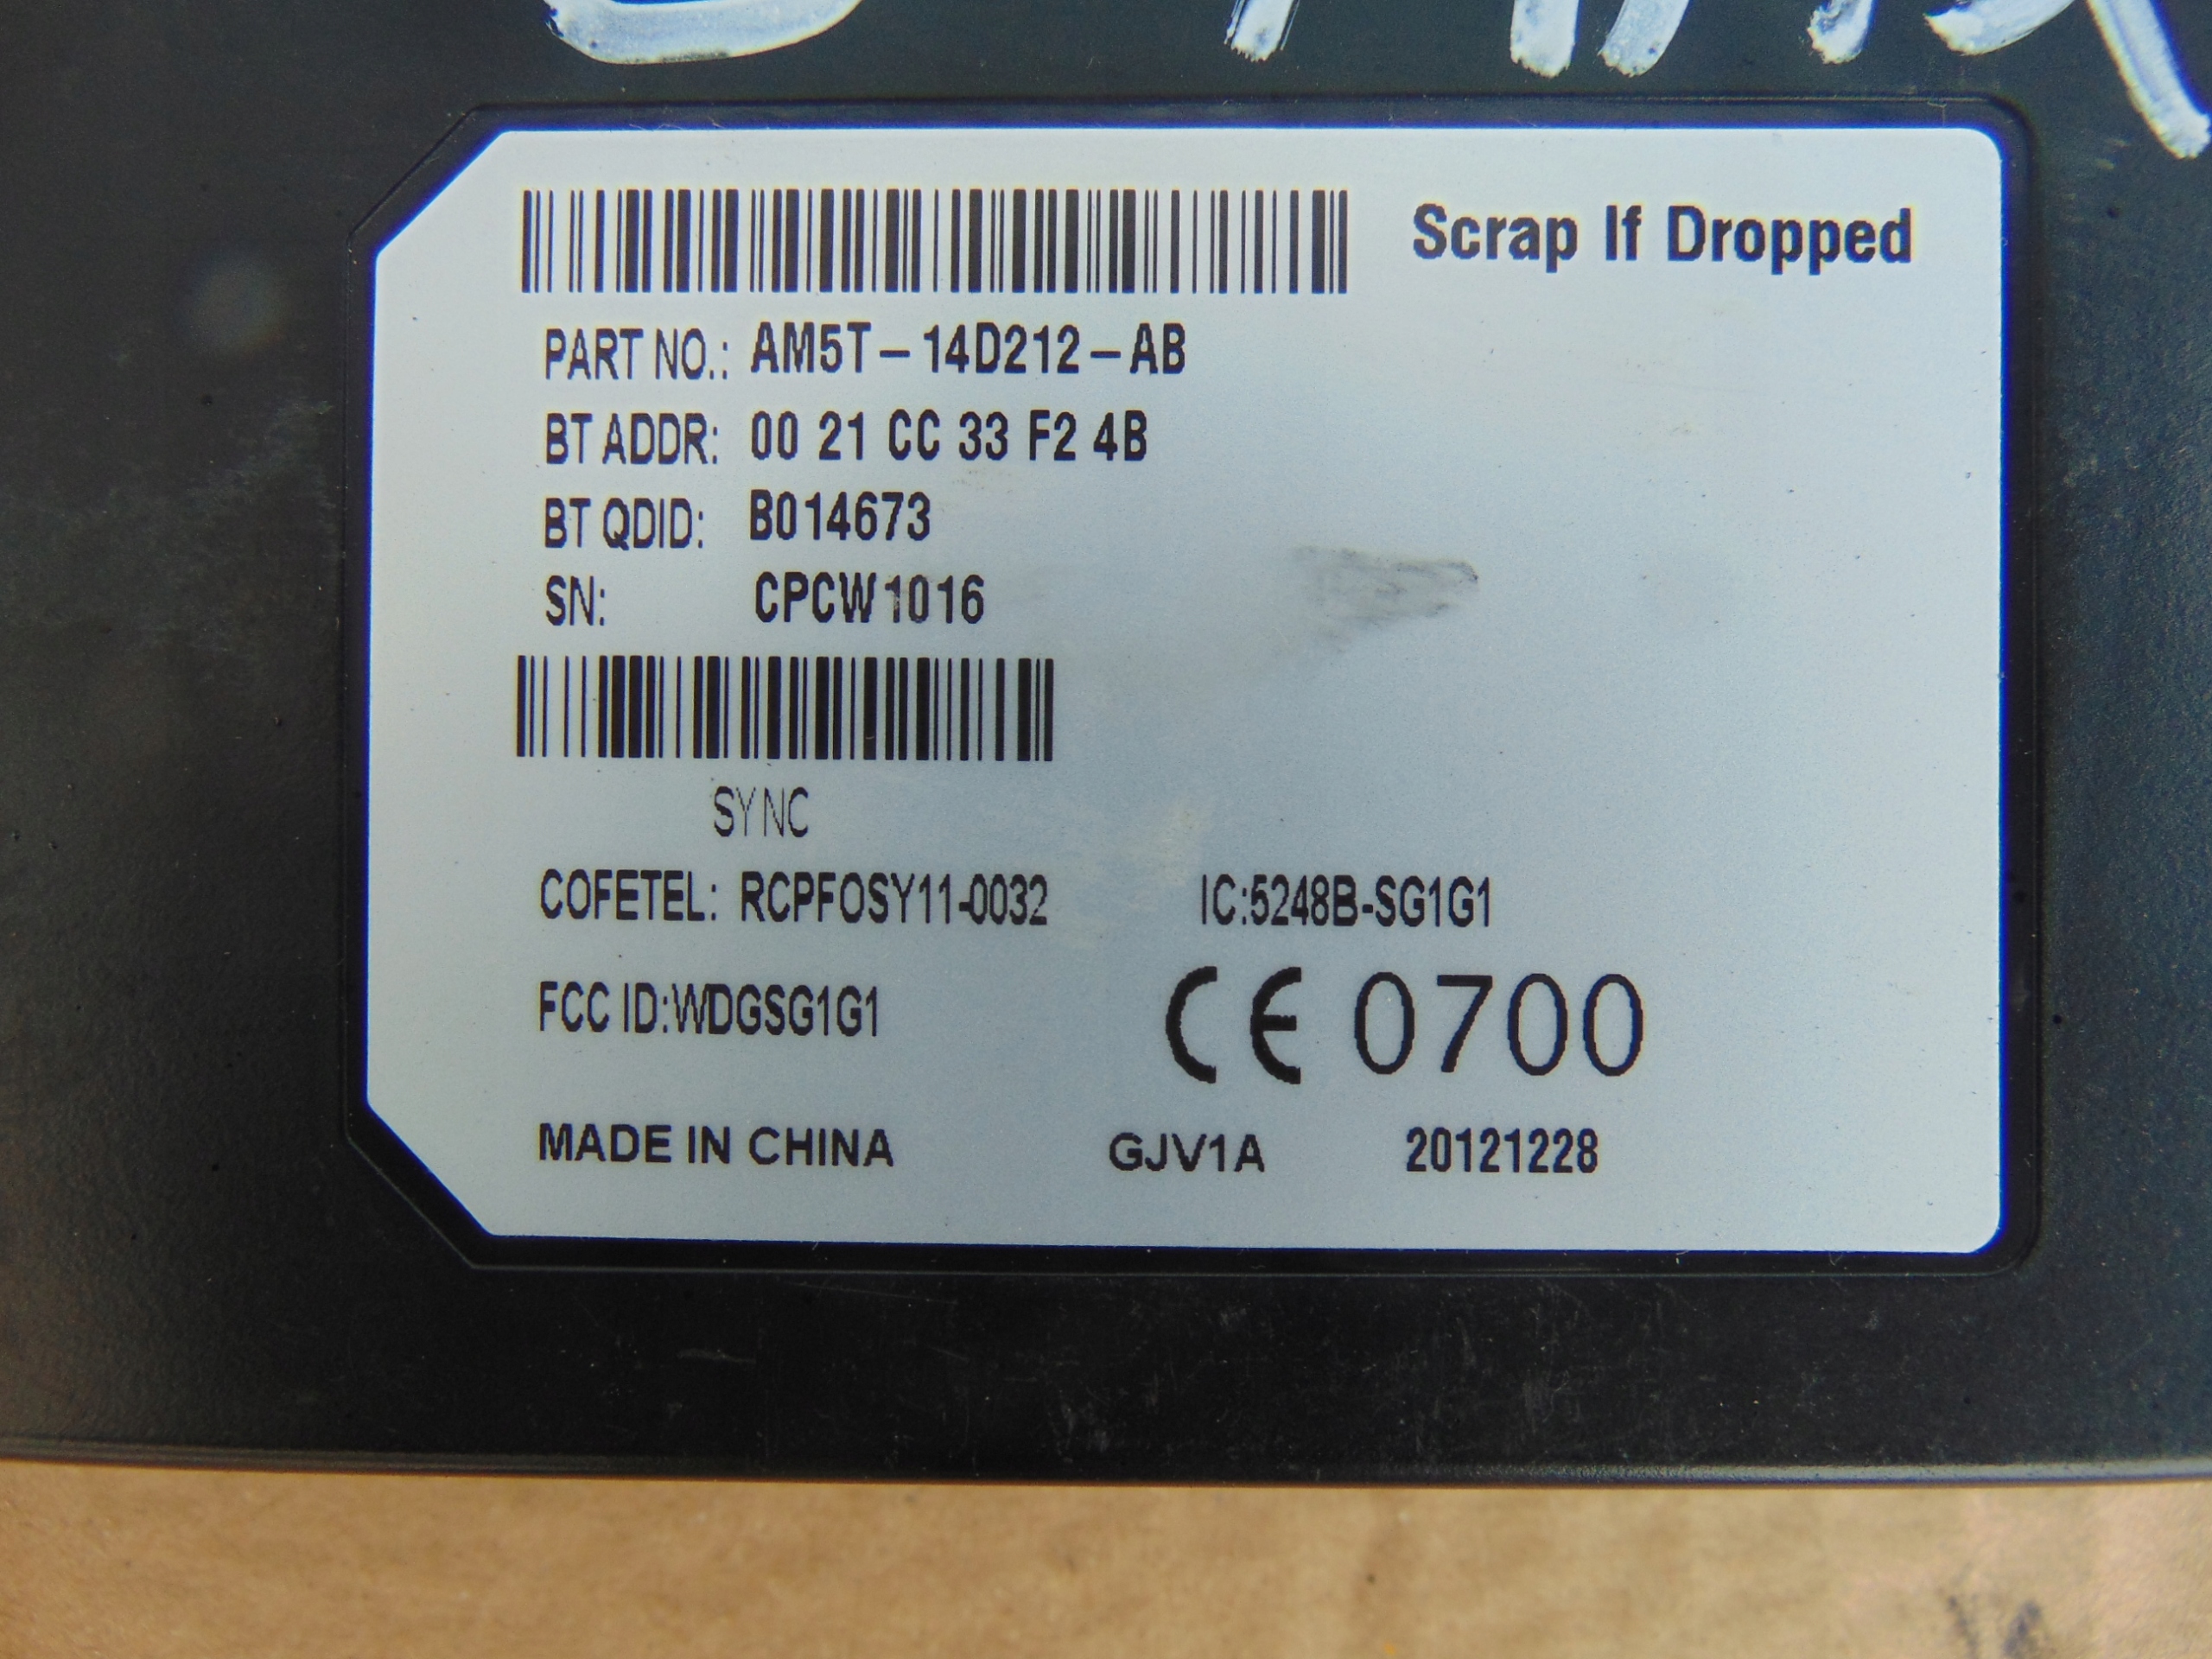 Scrap If Dropped
PART NO.: AM5T-14D212-AB
BT ADDR: 00 21 CC 33 F2 4B
BT QDID: B014673
SN: CPCW1016
SYNC
COFETEL: RCPFOSY11-0032 IC:5248B-SG1G1
FCC ID:WDGSG1G1 CE 0700
MADE IN CHINA GJV1A 20121228